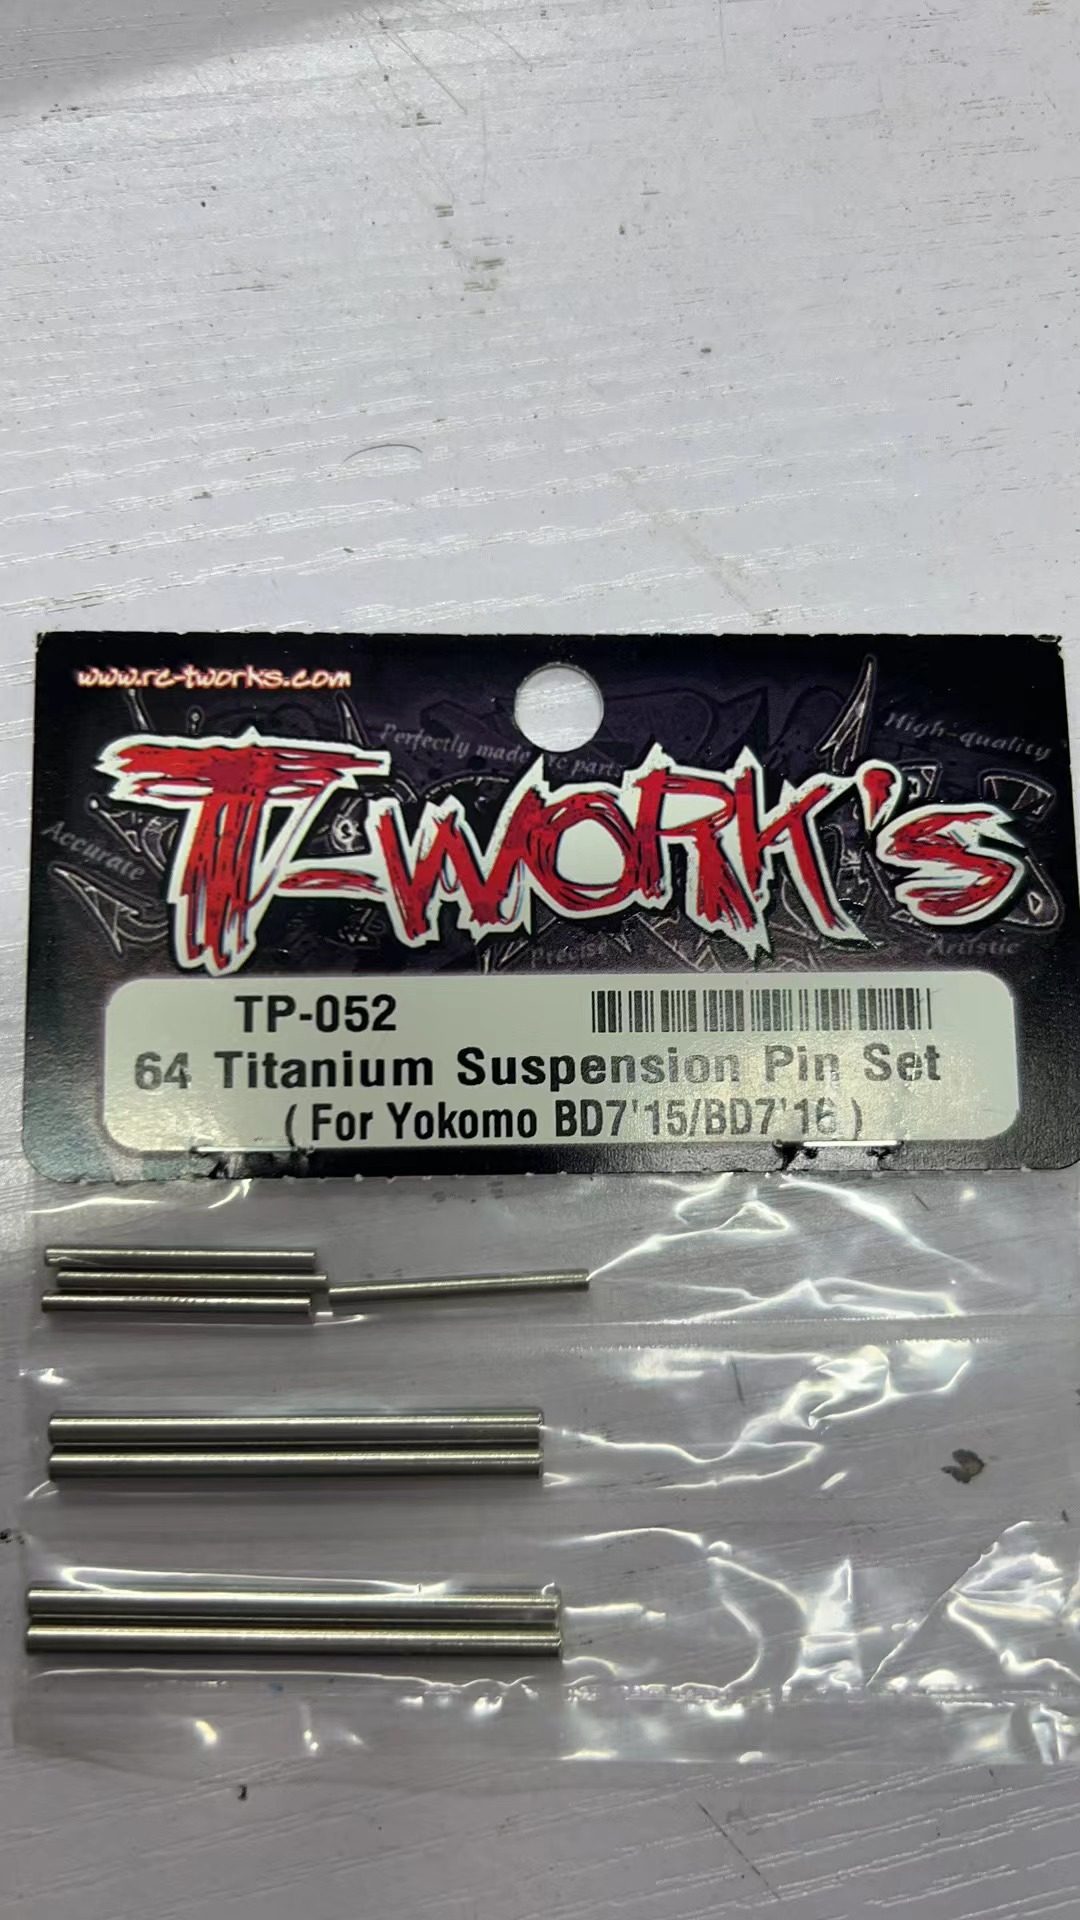 www.rc-tworks.com
Perfectly made rc parts
High-quality
T-WORK's
Accurate
Precise
Artistic
TP-052
64 Titanium Suspension Pin Set
( For Yokomo BD7'15/BD7'16 )